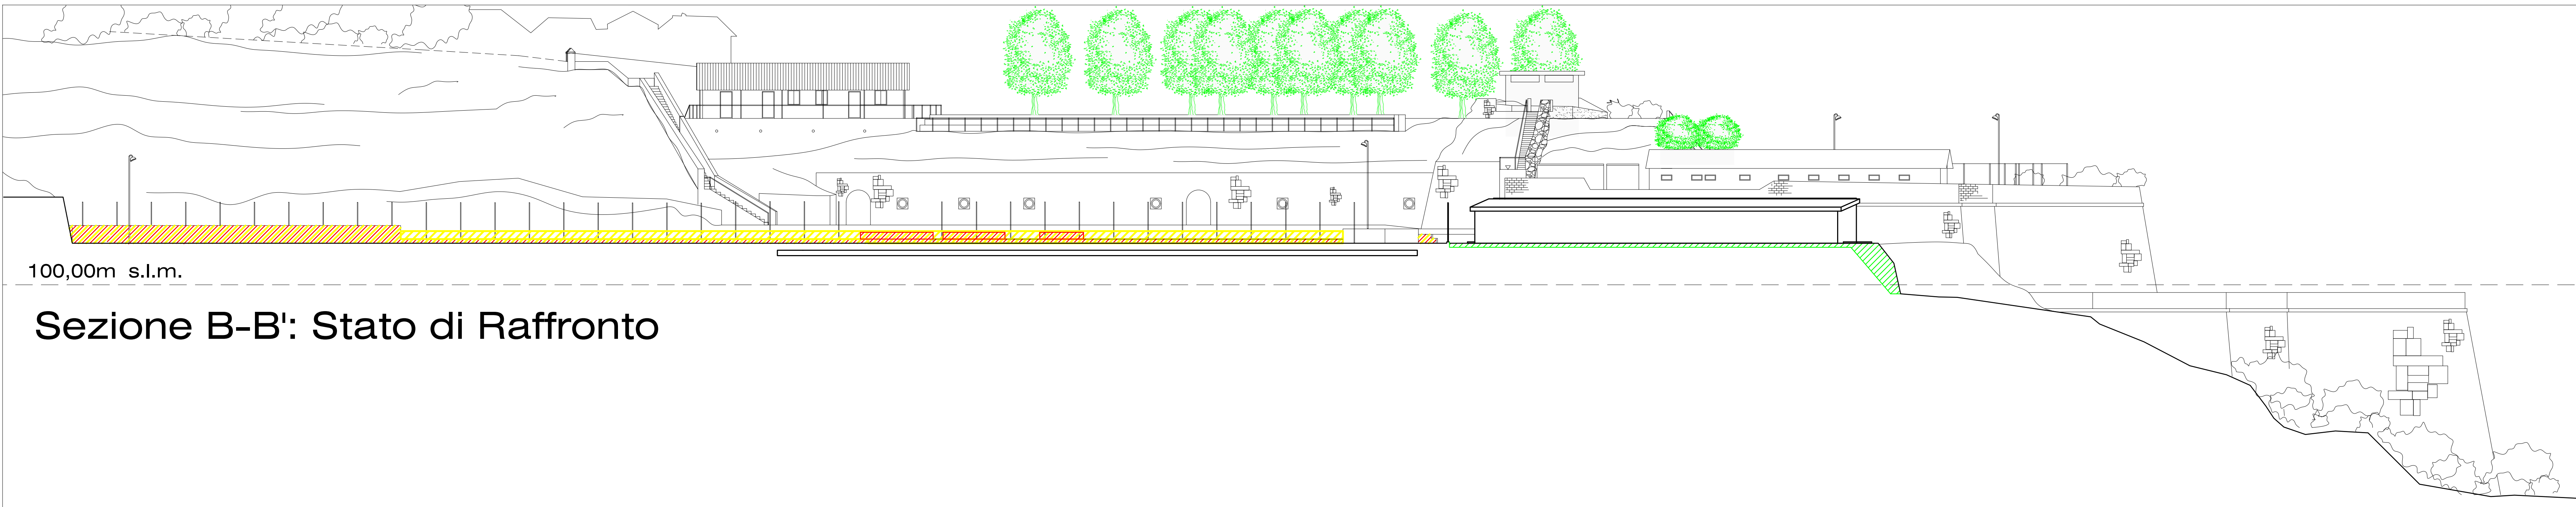 100,00m s.l.m.
Sezione B-B': Stato di Raffronto